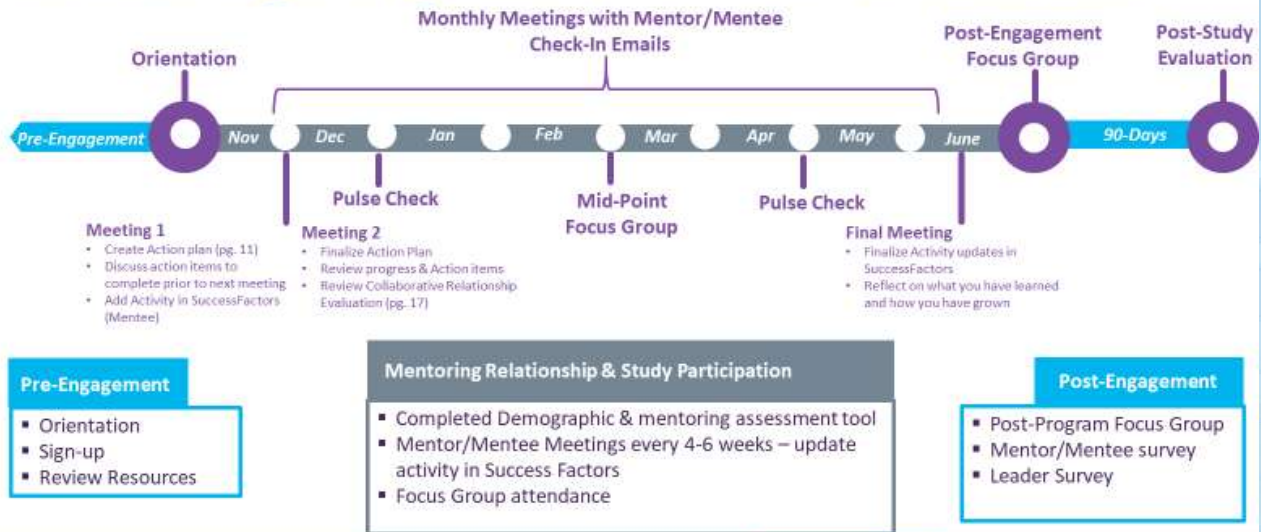 Monthly Meetings with Mentor/Mentee
Check-In Emails
Orientation
Post-Engagement
Focus Group
Post-Study
Evaluation
Pre-Engagement
Nov
Dec
Jan
Feb
Mar
Apr
May
June
90-Days
Pulse Check
Mid-Point
Focus Group
Pulse Check
Meeting 1
• Create Action plan (pg. 11)
• Discuss action items to
complete prior to next meeting
• Add Activity in SuccessFactors
(Mentee)
Meeting 2
• Finalize Action Plan
• Review progress & Action items
• Review Collaborative Relationship
Evaluation (pg. 17)
Final Meeting
• Finalize Activity updates in
SuccessFactors
• Reflect on what you have learned
and how you have grown
Pre-Engagement
▪ Orientation
▪ Sign-up
▪ Review Resources
Mentoring Relationship & Study Participation
▪ Completed Demographic & mentoring assessment tool
▪ Mentor/Mentee Meetings every 4-6 weeks – update
activity in Success Factors
▪ Focus Group attendance
Post-Engagement
▪ Post-Program Focus Group
▪ Mentor/Mentee survey
▪ Leader Survey